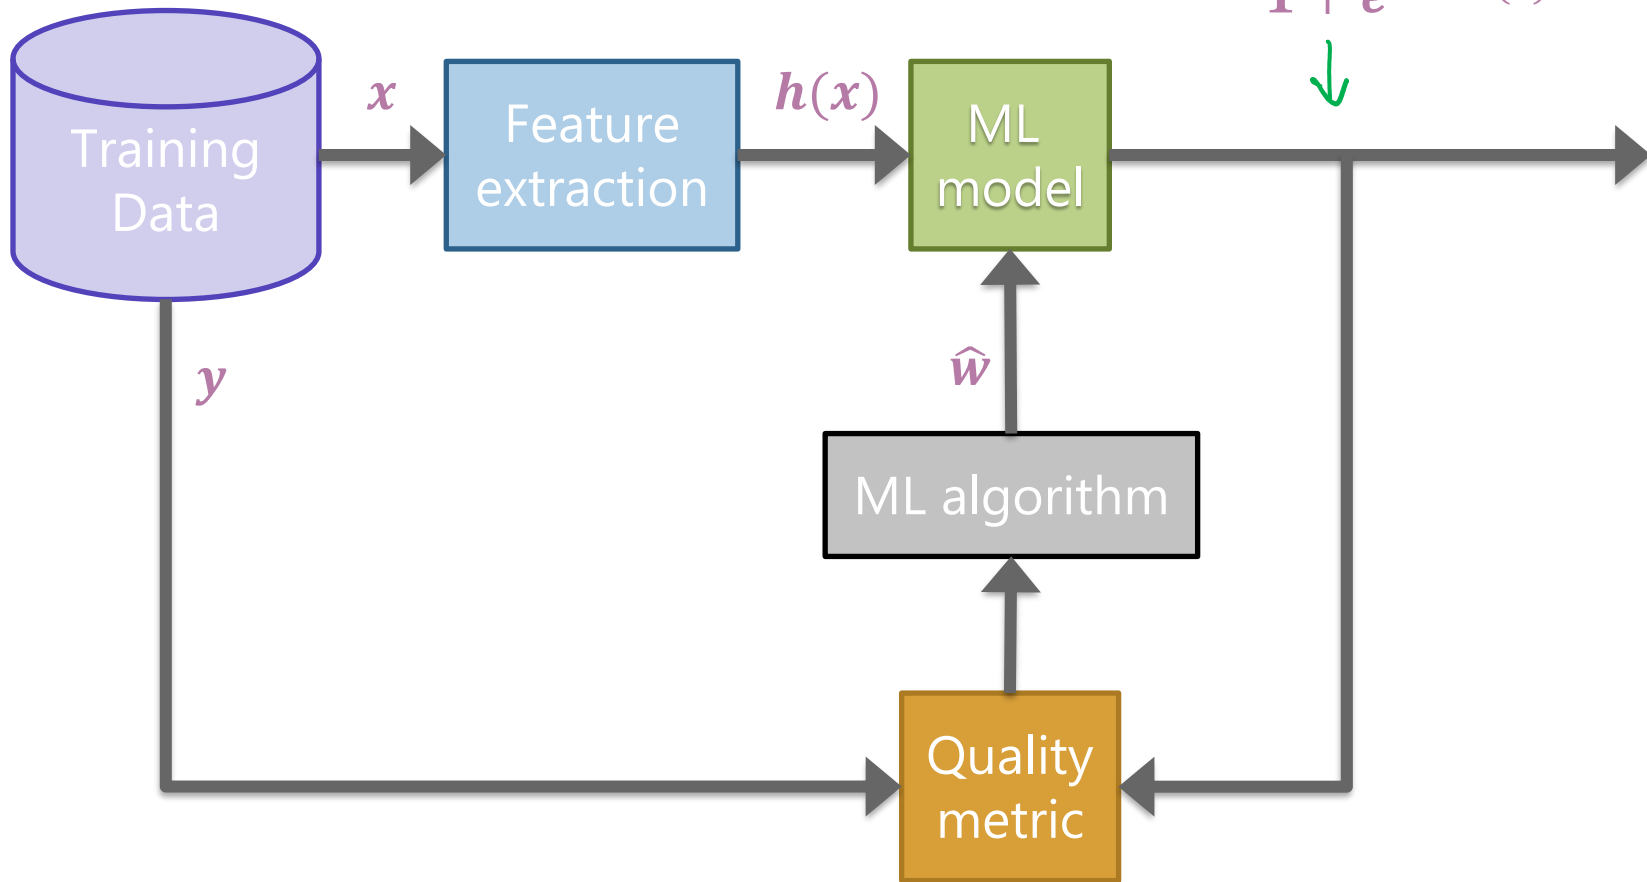 x
h(x)
Training
Data
Feature
extraction
ML
model
y
ŵ
ML algorithm
Quality
metric